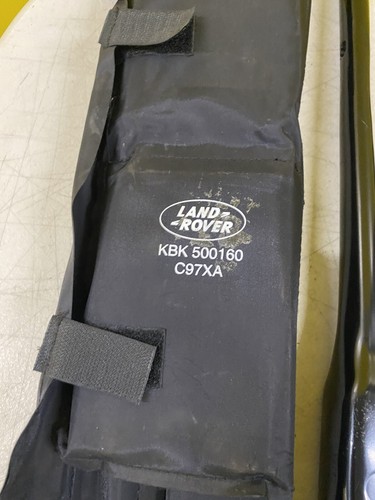 LAND-
-ROVER
KBK 500160
C97XA